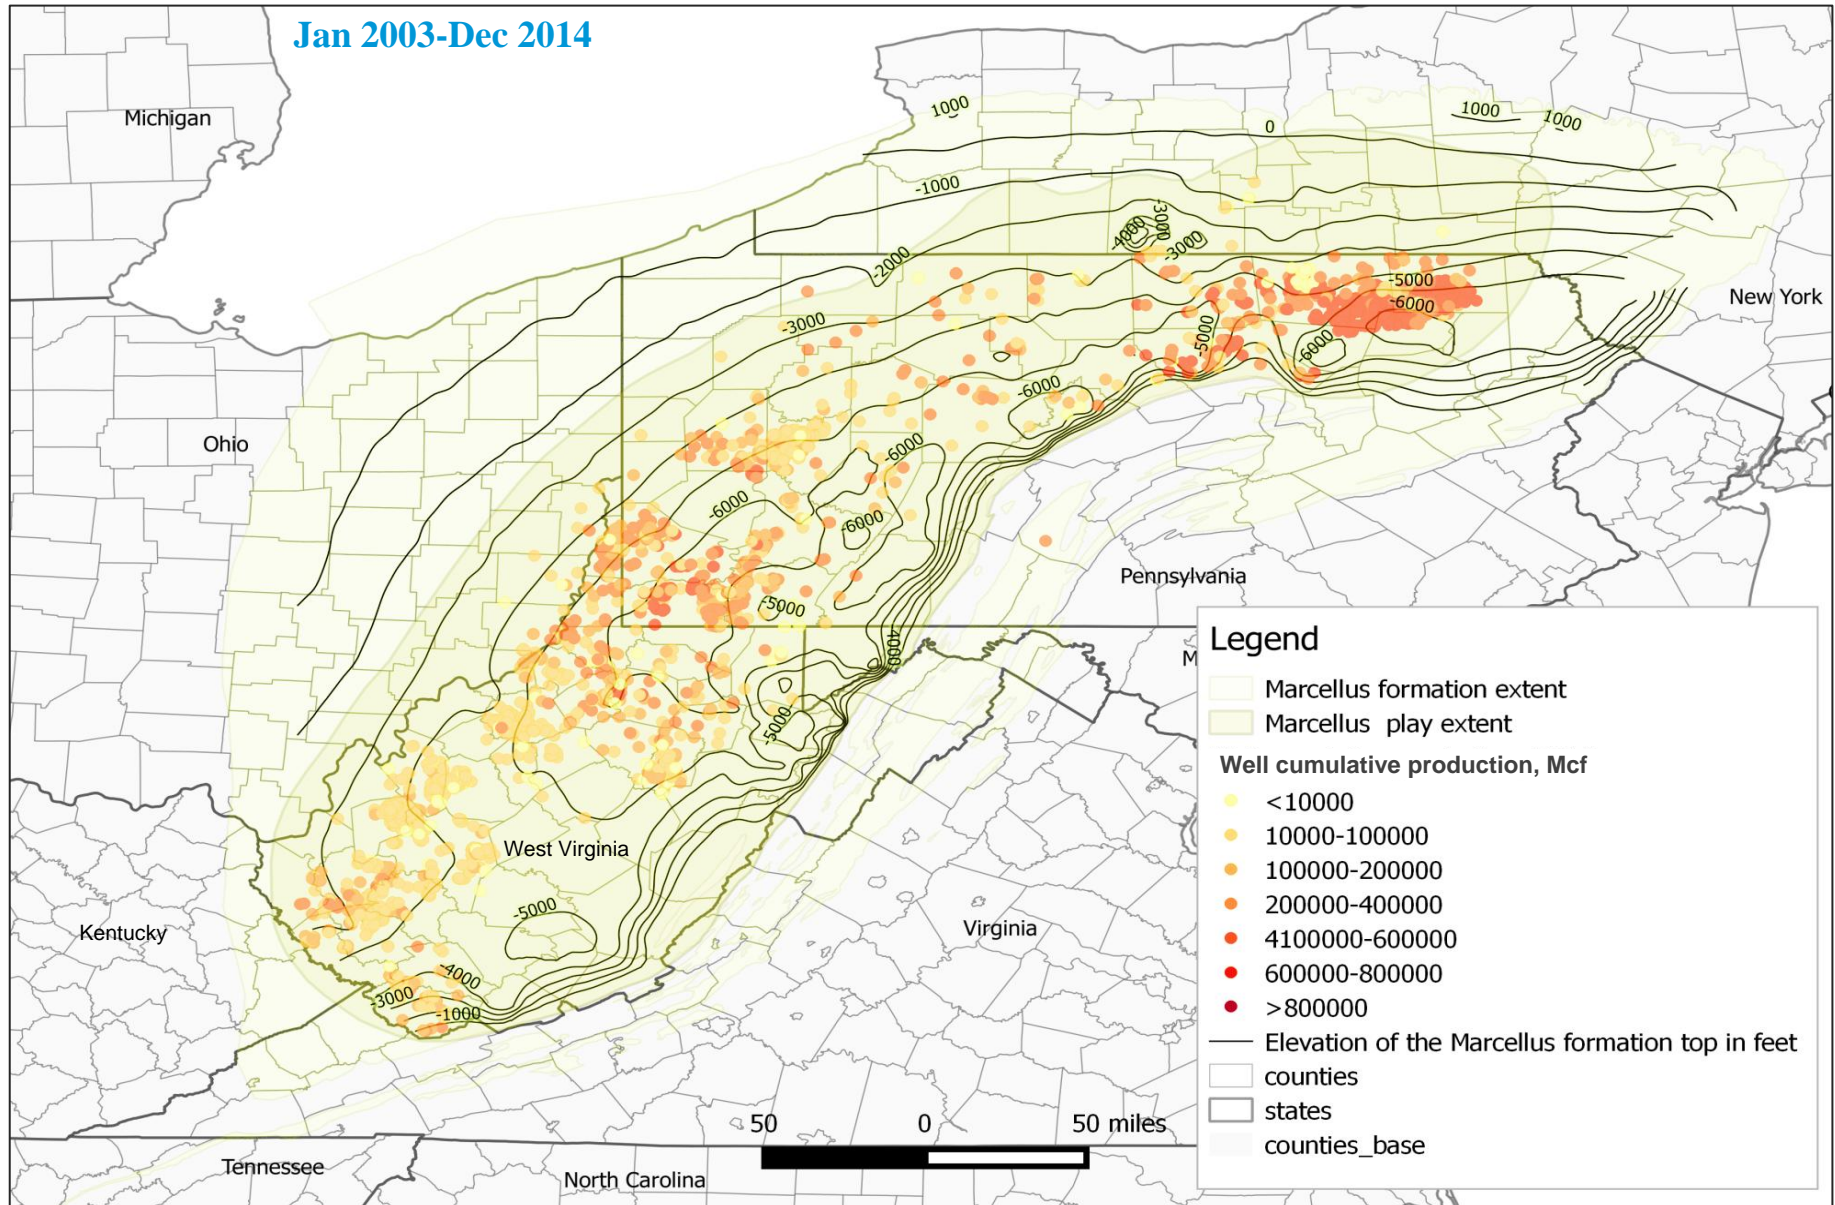 Jan 2003-Dec 2014
Michigan
1000
1000
1000
0
-1000
-3000
-4000
-3000
-2000
-5000
-6000
New York
-3000
-5000
-6000
-6000
Ohio
-6000
-6000
-6000
Pennsylvania
-5000
4000
M
-5000
West Virginia
-5000
Kentucky
Virginia
-4000
-3000
-1000
50 0 50 miles
Tennessee
North Carolina
Legend
Marcellus formation extent
Marcellus play extent
Well cumulative production, Mcf
<10000
10000-100000
100000-200000
200000-400000
4100000-600000
600000-800000
>800000
Elevation of the Marcellus formation top in feet
counties
states
counties_base